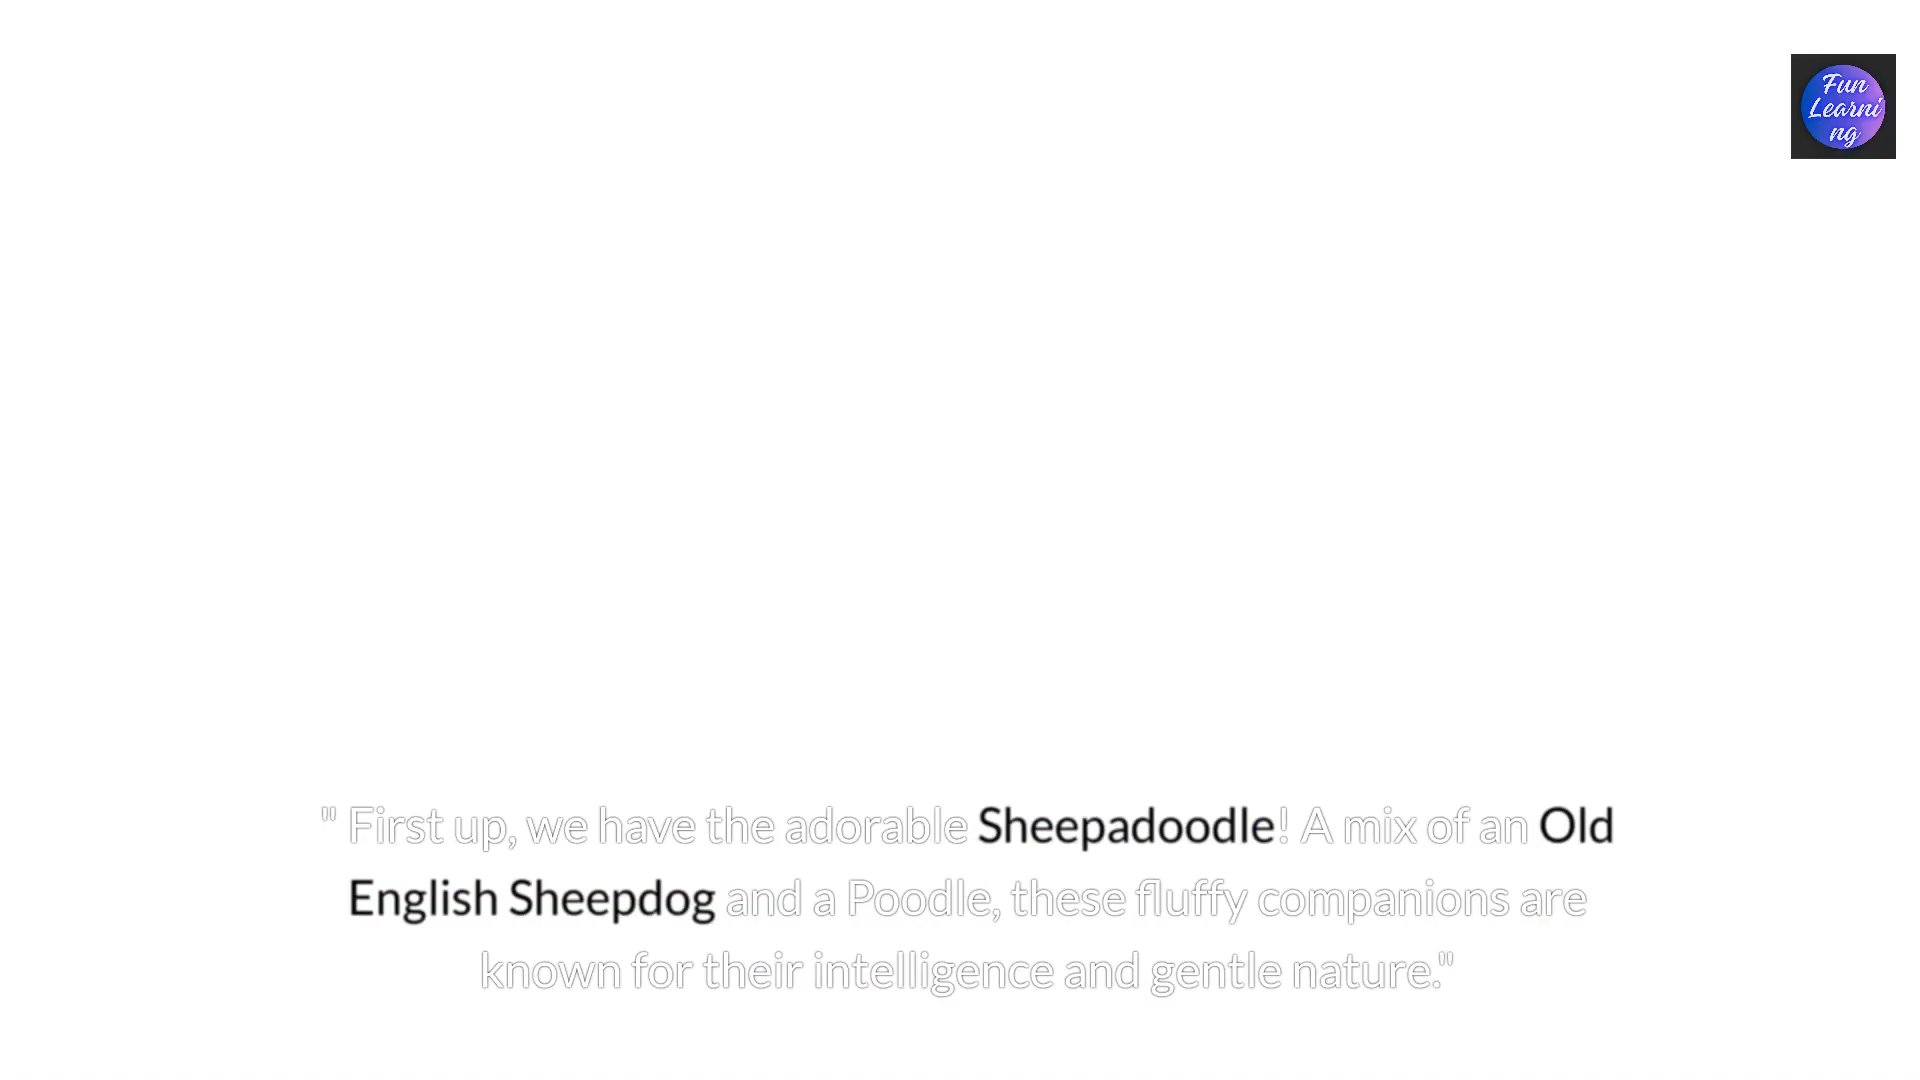 Fun
Learni
ng
" First up, we have the adorable Sheepadoodle! A mix of an Old
English Sheepdog and a Poodle, these fluffy companions are
known for their intelligence and gentle nature."